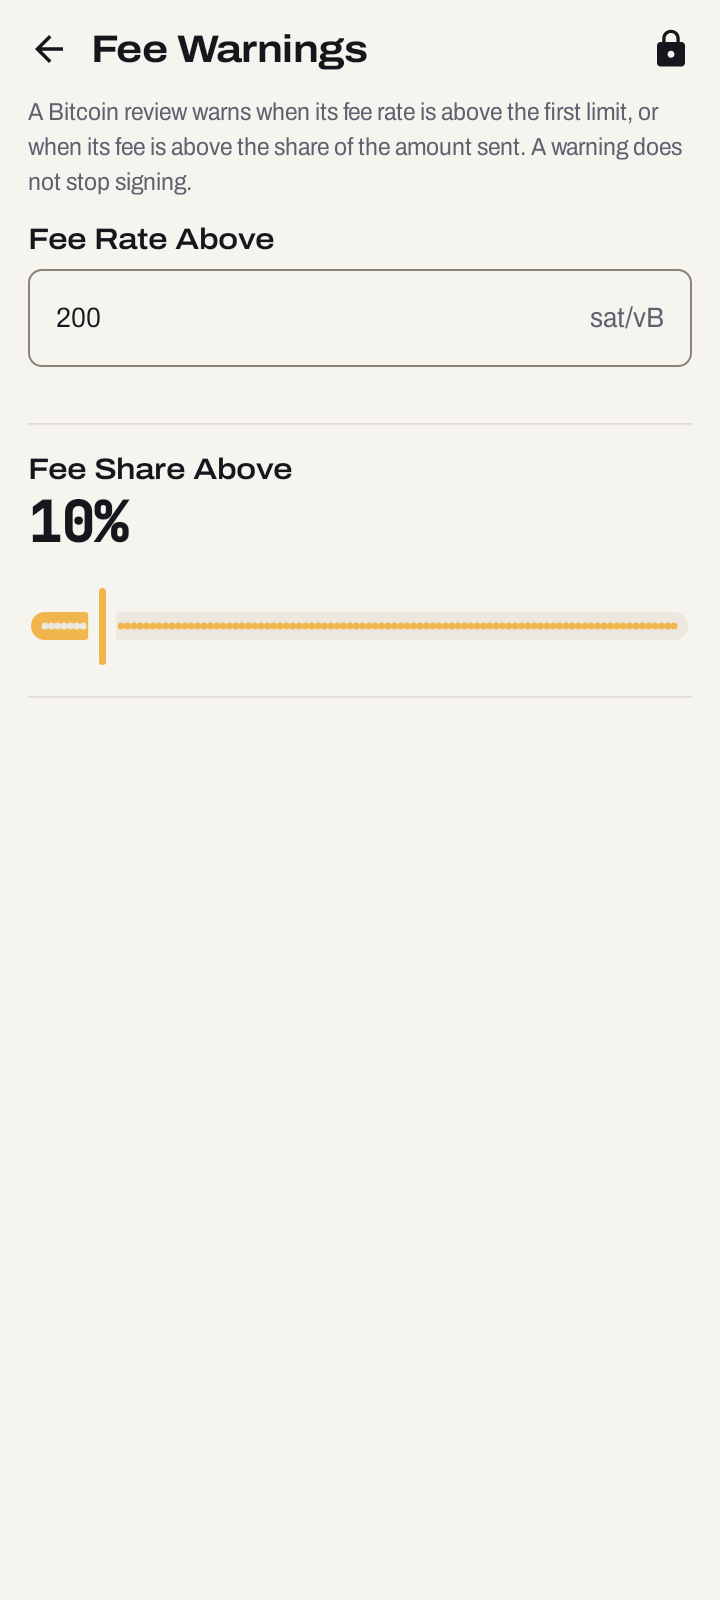 Fee Warnings
A Bitcoin review warns when its fee rate is above the first limit, or
when its fee is above the share of the amount sent. A warning does
not stop signing.
Fee Rate Above
200 sat/vB
Fee Share Above
10%